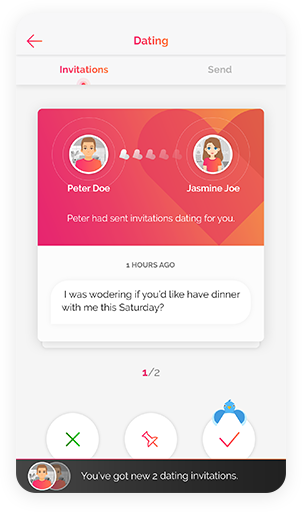 Dating
Invitations
Send
Peter Doe
Jasmine Joe
Peter had sent invitations dating for you.
1 HOURS AGO
I was wodering if you'd like have dinner
with me this Saturday?
1/2
You've got new 2 dating invitations.